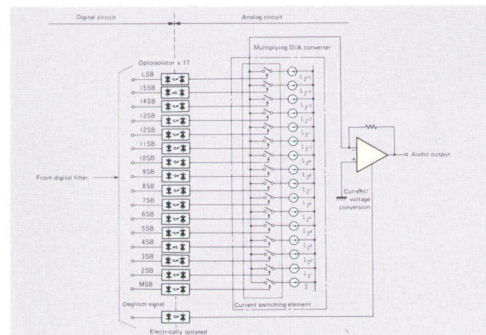 Digital circuit
Analog circuit
Multiplying D/A converter
Optoisolator x 17
LSB
15SB
14SB
13SB
12SB
11SB
10SB
9SB
8SB
7SB
6SB
5SB
4SB
3SB
2SB
MSB
From digital filter
Audio output
Current/
voltage
conversion
Deglitch signal
Current switching element
Electrically isolated